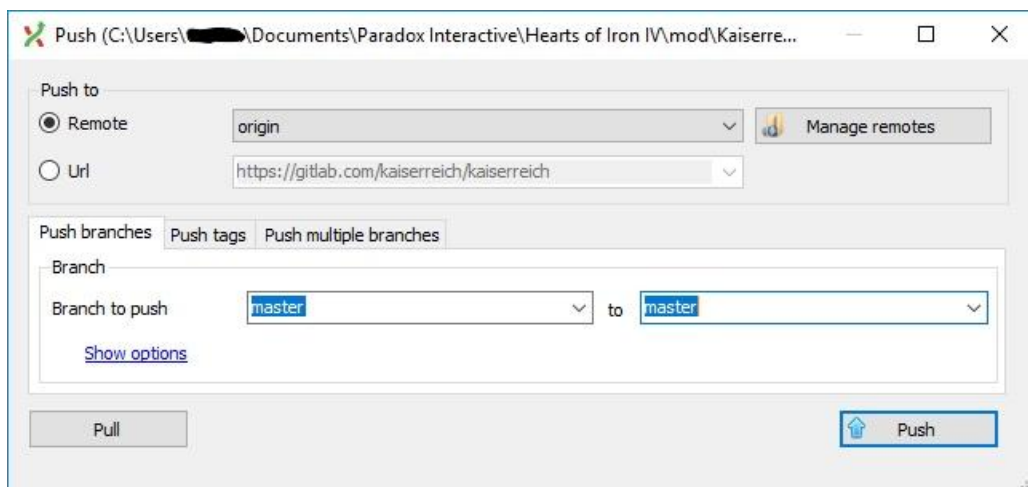 Push (C:\Users\ \Documents\Paradox Interactive\Hearts of Iron IV\mod\Kaiserre...
Push to
Remote origin Manage remotes
Url https://gitlab.com/kaiserreich/kaiserreich
Push branches Push tags Push multiple branches
Branch
Branch to push master to master
Show options
Pull Push